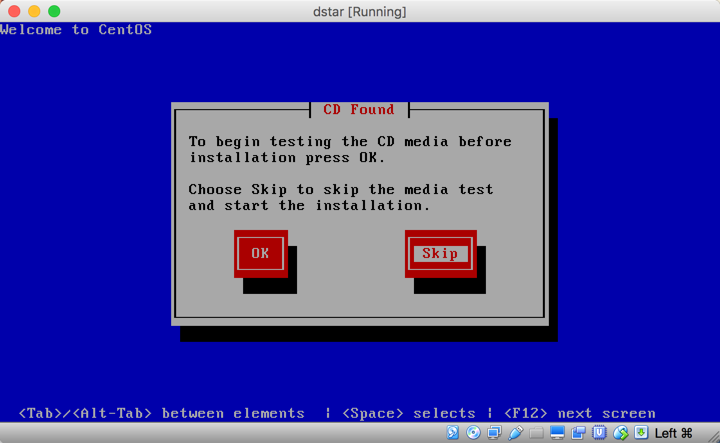 dstar [Running]
Welcome to CentOS
CD Found
To begin testing the CD media before
installation press OK.
Choose Skip to skip the media test
and start the installation.
OK
Skip
<Tab>/<Alt-Tab> between elements | <Space> selects | <F12> next screen
Left ⌘